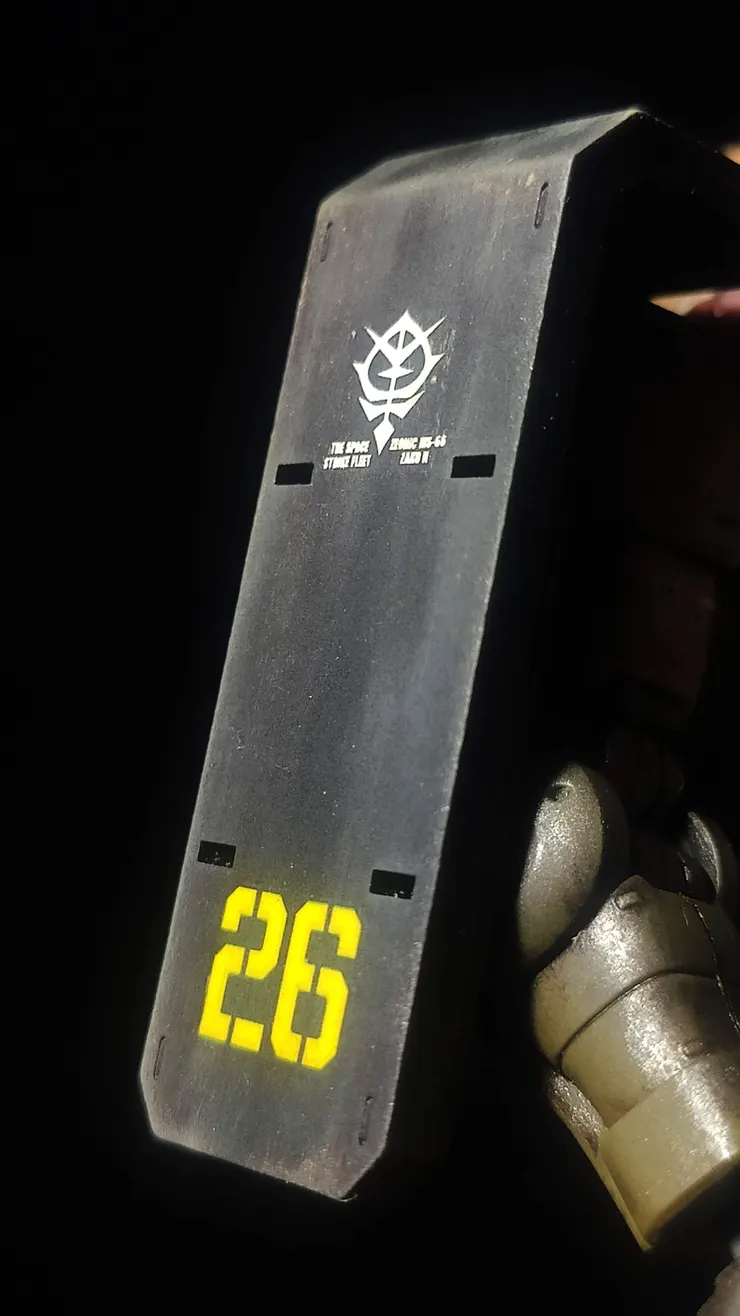 THE SPACE
STRIKE FLEET
ZEONIC MS-06
ZAKU II
26